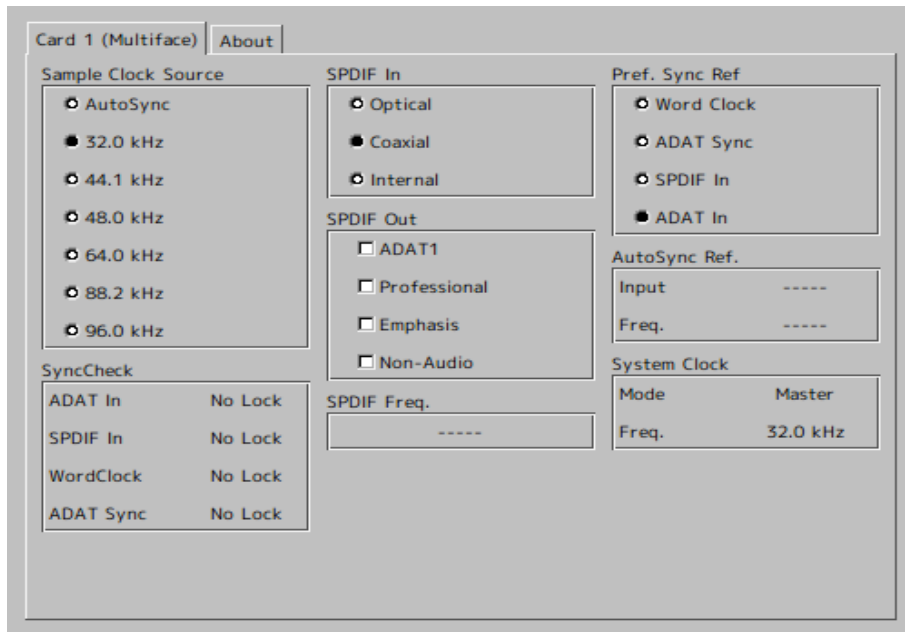 Card 1 (Multiface)
About
Sample Clock Source
AutoSync
32.0 kHz
44.1 kHz
48.0 kHz
64.0 kHz
88.2 kHz
96.0 kHz
SyncCheck
ADAT In No Lock
SPDIF In No Lock
WordClock No Lock
ADAT Sync No Lock
SPDIF In
Optical
Coaxial
Internal
SPDIF Out
ADAT1
Professional
Emphasis
Non-Audio
SPDIF Freq.
-----
Pref. Sync Ref
Word Clock
ADAT Sync
SPDIF In
ADAT In
AutoSync Ref.
Input -----
Freq. -----
System Clock
Mode Master
Freq. 32.0 kHz